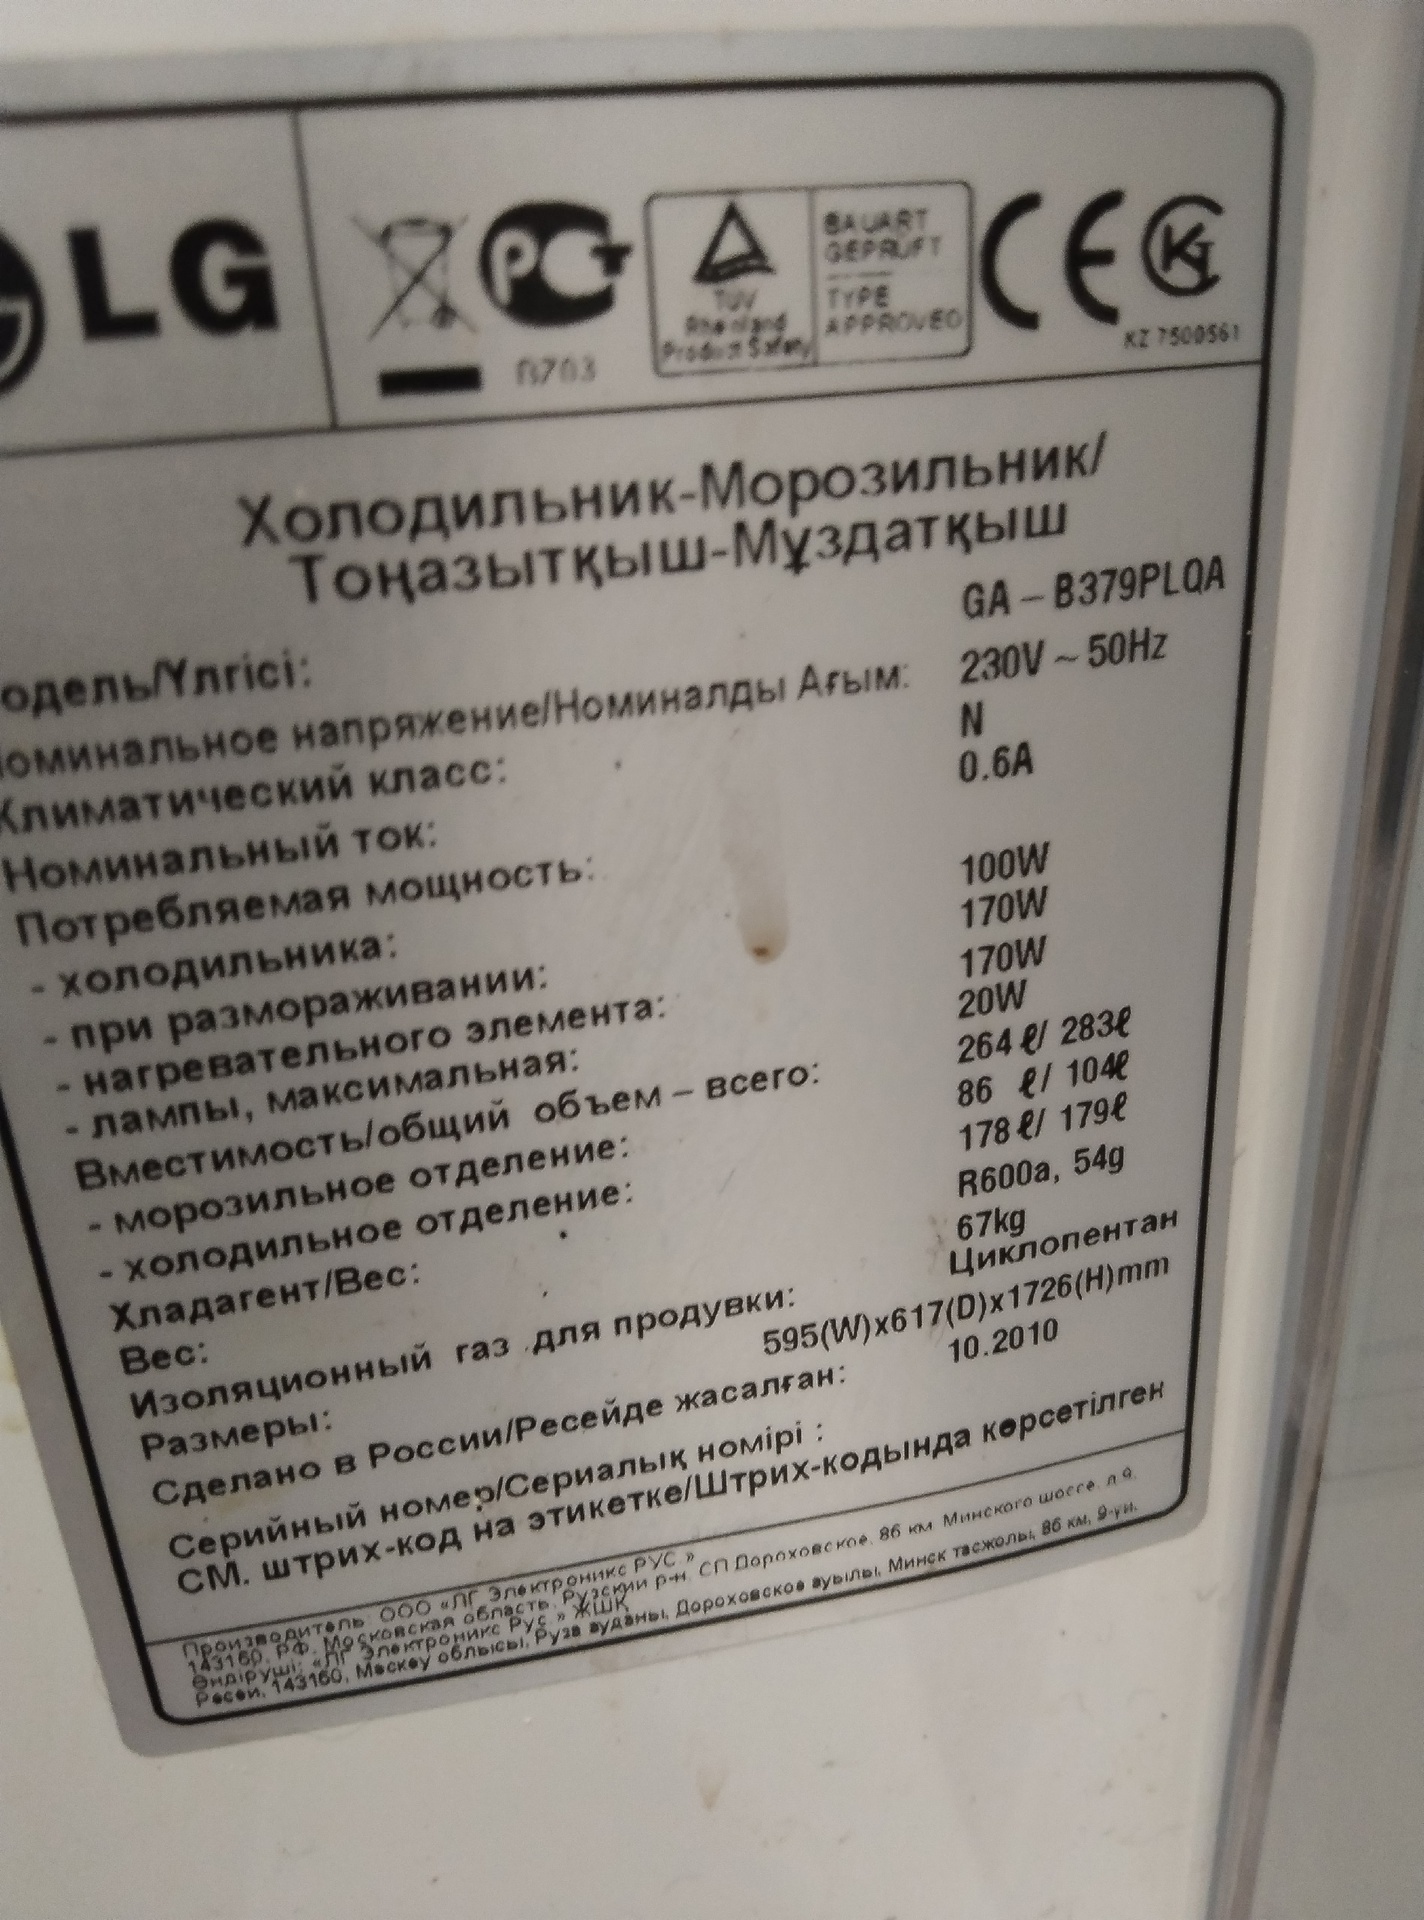 LG
TÜV
Rheinland
Product Safety
BAUART
GEPRÜFT
TYPE
APPROVED
CE
KZ 7500561
B703
Холодильник-Морозильник/
Тоңазытқыш-Мұздатқыш
одель/Үлгісі: GA – B379PLQA
оминальное напряжение/Номиналды Ағым: 230V ~ 50Hz
Климатический класс: N
Номинальный ток: 0.6A
Потребляемая мощность:
- холодильника: 100W
- при размораживании: 170W
- нагревательного элемента: 170W
- лампы, максимальная: 20W
Вместимость/общий объем – всего: 264 ℓ/ 283ℓ
- морозильное отделение: 86 ℓ/ 104ℓ
- холодильное отделение: 178 ℓ/ 179ℓ
Хладагент/Вес: R600a, 54g
Вес: 67kg
Изоляционный газ для продувки: Циклопентан
Размеры: 595(W)x617(D)x1726(H)mm
Сделано в России/Ресейде жасалған: 10.2010
Серийный номер/Сериалық номірі :
СМ. штрих-код на этикетке/Штрих-кодында көрсетілген
Производитель: ООО «ЛГ Электроникс РУС »
143160, РФ, Московская область, Рузский р-н, СП Дороховское, 86 км Минского шоссе, д.9.
Өндіруші: «ЛГ Электроникс Рус » ЖШҚ
Ресей, 143160, Мәскеу облысы, Руза ауданы, Дороховское ауылы, Минск тасжолы, 86 км, 9-үй.